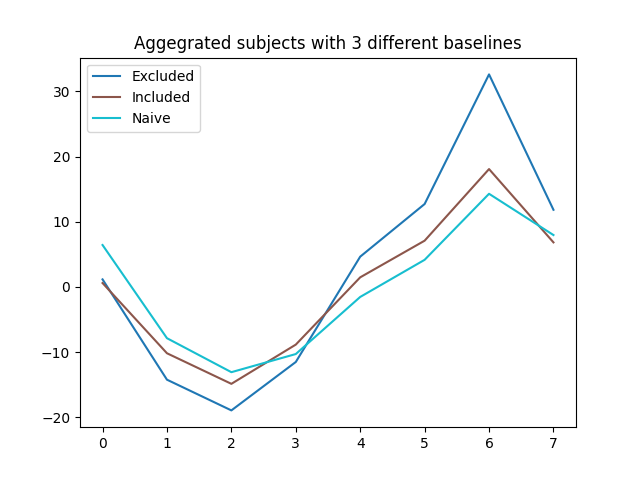 Aggegrated subjects with 3 different baselines
Excluded
Included
Naive
30
20
10
0
−10
−20
0 1 2 3 4 5 6 7